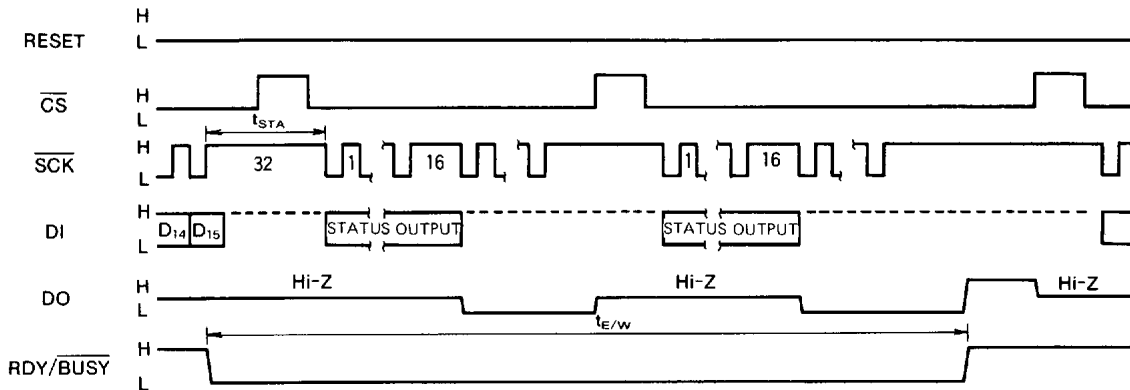 H
RESET L
CS H
L
tSTA
SCK H 32 1 16 1 16
L
DI H
D14 D15 STATUS OUTPUT STATUS OUTPUT
L
DO H Hi-Z Hi-Z Hi-Z
L
tE/W
RDY/BUSY H
L